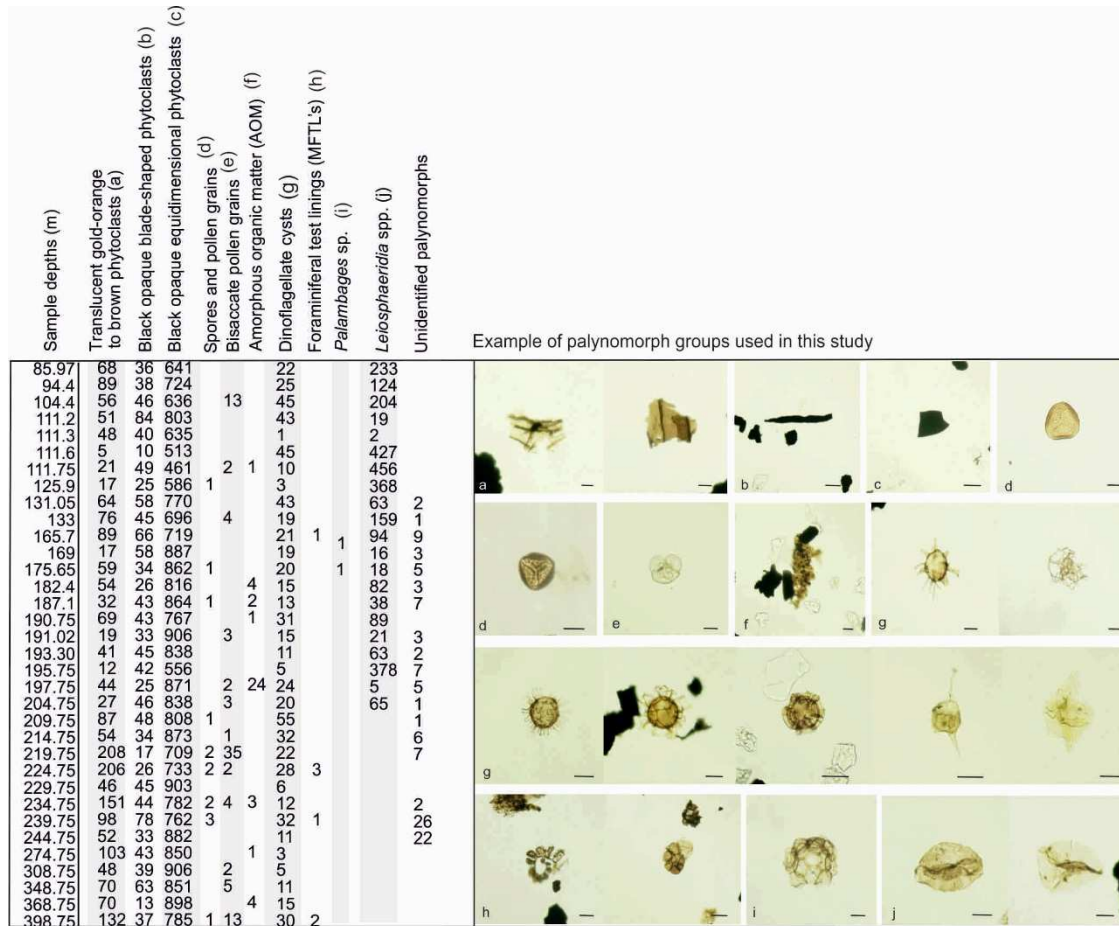 Sample depths (m)
Translucent gold-orange
to brown phytoclasts (a)
Black opaque blade-shaped phytoclasts (b)
Black opaque equidimensional phytoclasts (c)
Spores and pollen grains (d)
Bisaccate pollen grains (e)
Amorphous organic matter (AOM) (f)
Dinoflagellate cysts (g)
Foraminiferal test linings (MFTL's) (h)
Palambages sp. (i)
Leiosphaeridia spp. (j)
Unidentified palynomorphs
Example of palynomorph groups used in this study
85.97 68 36 641 22 233
94.4 89 38 724 25 124
104.4 56 46 636 13 45 204
111.2 51 84 803 43 19
111.3 48 40 635 1 2
111.6 5 10 513 45 427
111.75 21 49 461 2 1 10 456
125.9 17 25 586 1 3 368
131.05 64 58 770 43 63 2
133 76 45 696 4 19 159 1
165.7 89 66 719 21 1 94 9
169 17 58 887 19 1 16 3
175.65 59 34 862 1 20 1 18 5
182.4 54 26 816 4 15 82 3
187.1 32 43 864 1 2 13 38 7
190.75 69 43 767 1 31 89
191.02 19 33 906 3 15 21 3
193.30 41 45 838 11 63 2
195.75 12 42 556 5 378 7
197.75 44 25 871 2 24 24 5 5
204.75 27 46 838 3 20 65 1
209.75 87 48 808 1 55 1
214.75 54 34 873 1 32 6
219.75 208 17 709 2 35 22 7
224.75 206 26 733 2 2 28 3
229.75 46 45 903 6
234.75 151 44 782 2 4 3 12 2
239.75 98 78 762 3 32 1 26
244.75 52 33 882 11 22
274.75 103 43 850 1 3
308.75 48 39 906 2 5
348.75 70 63 851 5 11
368.75 70 13 898 4 15
398.75 132 37 785 1 13 30 2
a b c d
d e f g
g
h i j